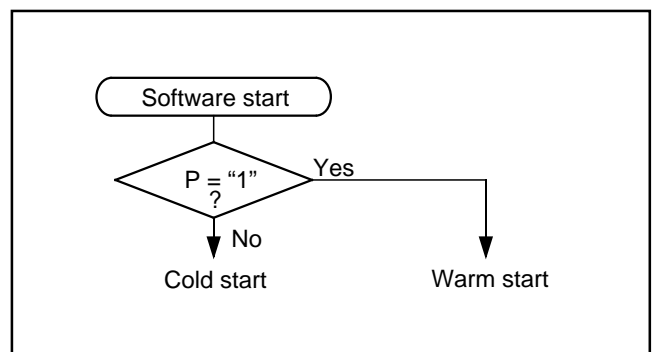 Software start
P = “1”
?
Yes
No
Cold start
Warm start